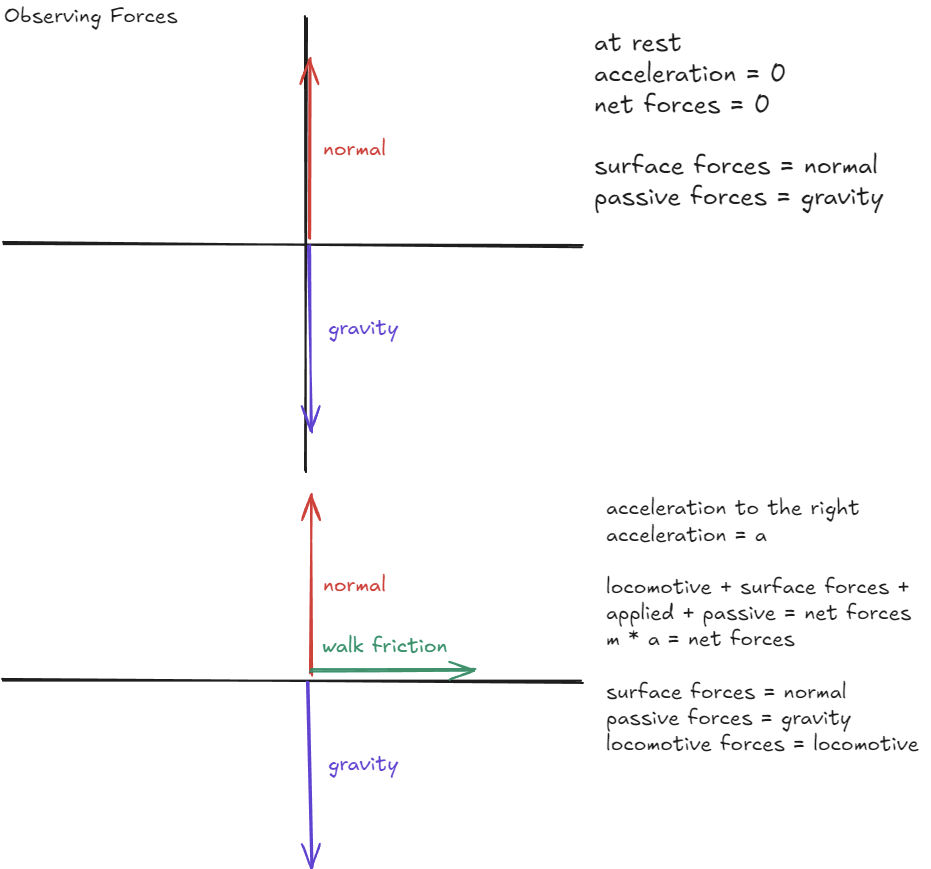 Observing Forces
at rest
acceleration = 0
net forces = 0
normal
surface forces = normal
passive forces = gravity
gravity
acceleration to the right
acceleration = a
normal
locomotive + surface forces +
applied + passive = net forces
m * a = net forces
walk friction
surface forces = normal
passive forces = gravity
locomotive forces = locomotive
gravity